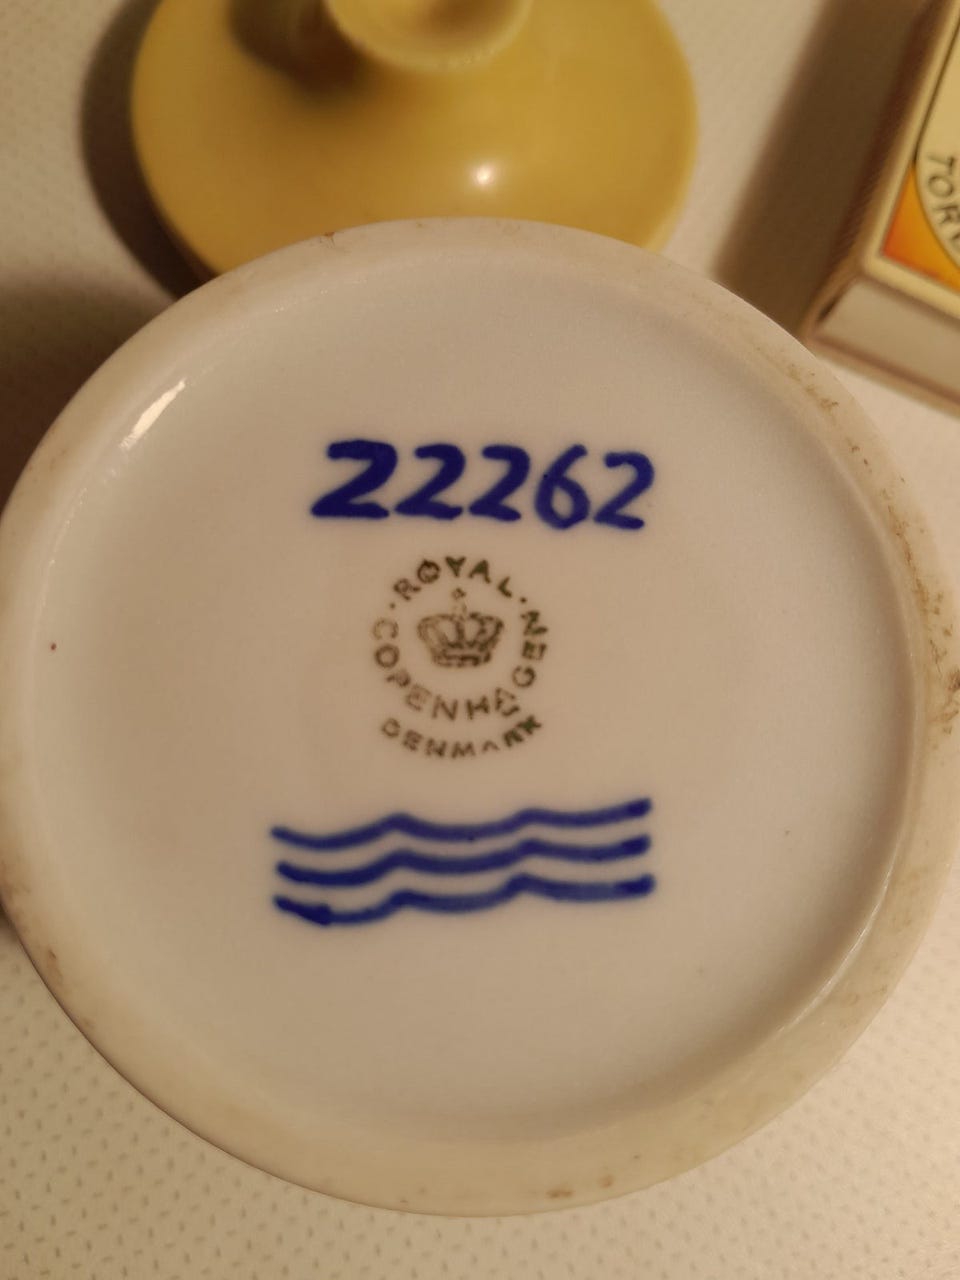 22262
ROYAL
COPENHAGEN
DENMARK